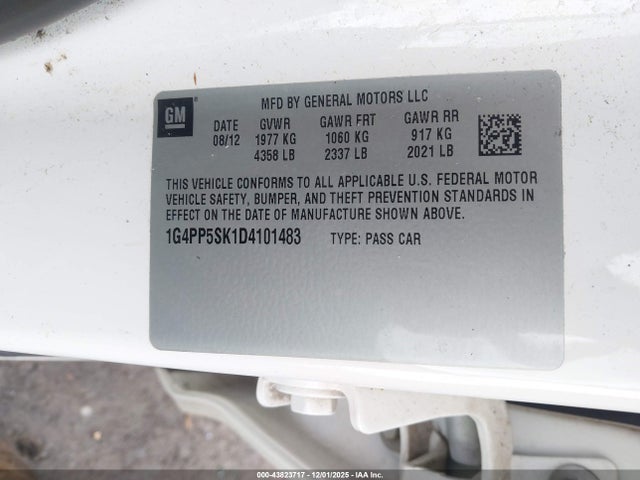 GM
MFD BY GENERAL MOTORS LLC
DATE GVWR GAWR FRT GAWR RR
08/12 1977 KG 1060 KG 917 KG
4358 LB 2337 LB 2021 LB
THIS VEHICLE CONFORMS TO ALL APPLICABLE U.S. FEDERAL MOTOR
VEHICLE SAFETY, BUMPER, AND THEFT PREVENTION STANDARDS IN
EFFECT ON THE DATE OF MANUFACTURE SHOWN ABOVE.
1G4PP5SK1D4101483 TYPE: PASS CAR
000-43823717 - 12/01/2025 - IAA Inc.